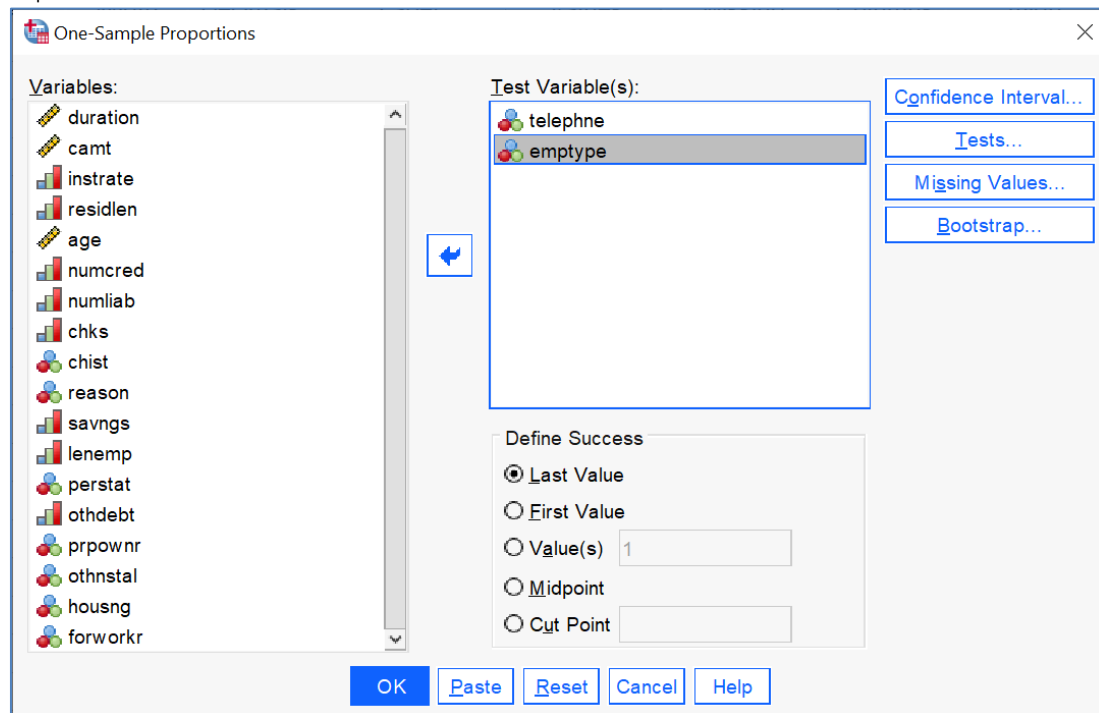 One-Sample Proportions
Variables:
duration
camt
instrate
residlen
age
numcred
numliab
chks
chist
reason
savngs
lenemp
perstat
othdebt
prpownr
othnstal
housng
forworkr
Test Variable(s):
telephne
emptype
Define Success
Last Value
First Value
Value(s) 1
Midpoint
Cut Point
Confidence Interval...
Tests...
Missing Values...
Bootstrap...
OK Paste Reset Cancel Help